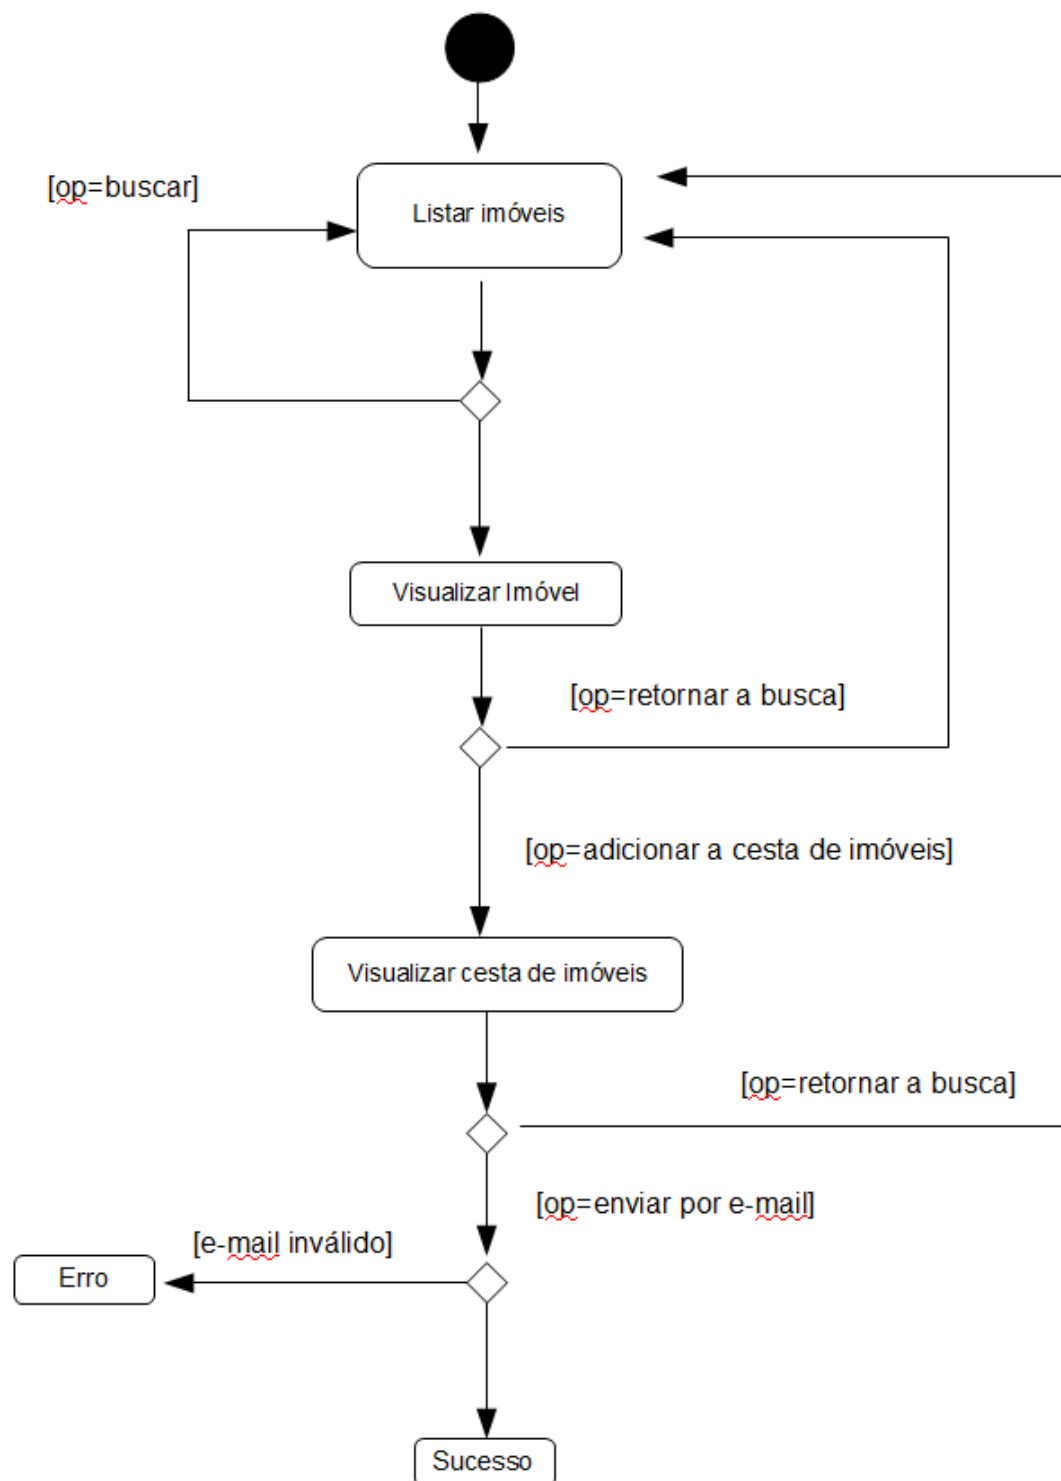 [op=buscar]
Listar imóveis
Visualizar Imóvel
[op=retornar a busca]
[op=adicionar a cesta de imóveis]
Visualizar cesta de imóveis
[op=retornar a busca]
[op=enviar por e-mail]
[e-mail inválido]
Erro
Sucesso